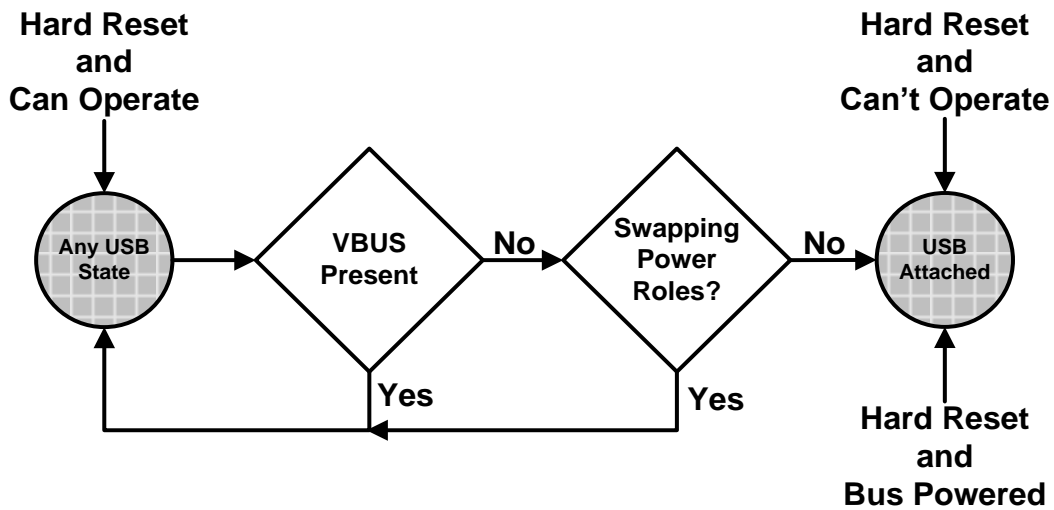 Hard Reset
and
Can Operate
Hard Reset
and
Can't Operate
Any USB
State
VBUS
Present
No
Swapping
Power
Roles?
No
USB
Attached
Yes
Yes
Hard Reset
and
Bus Powered